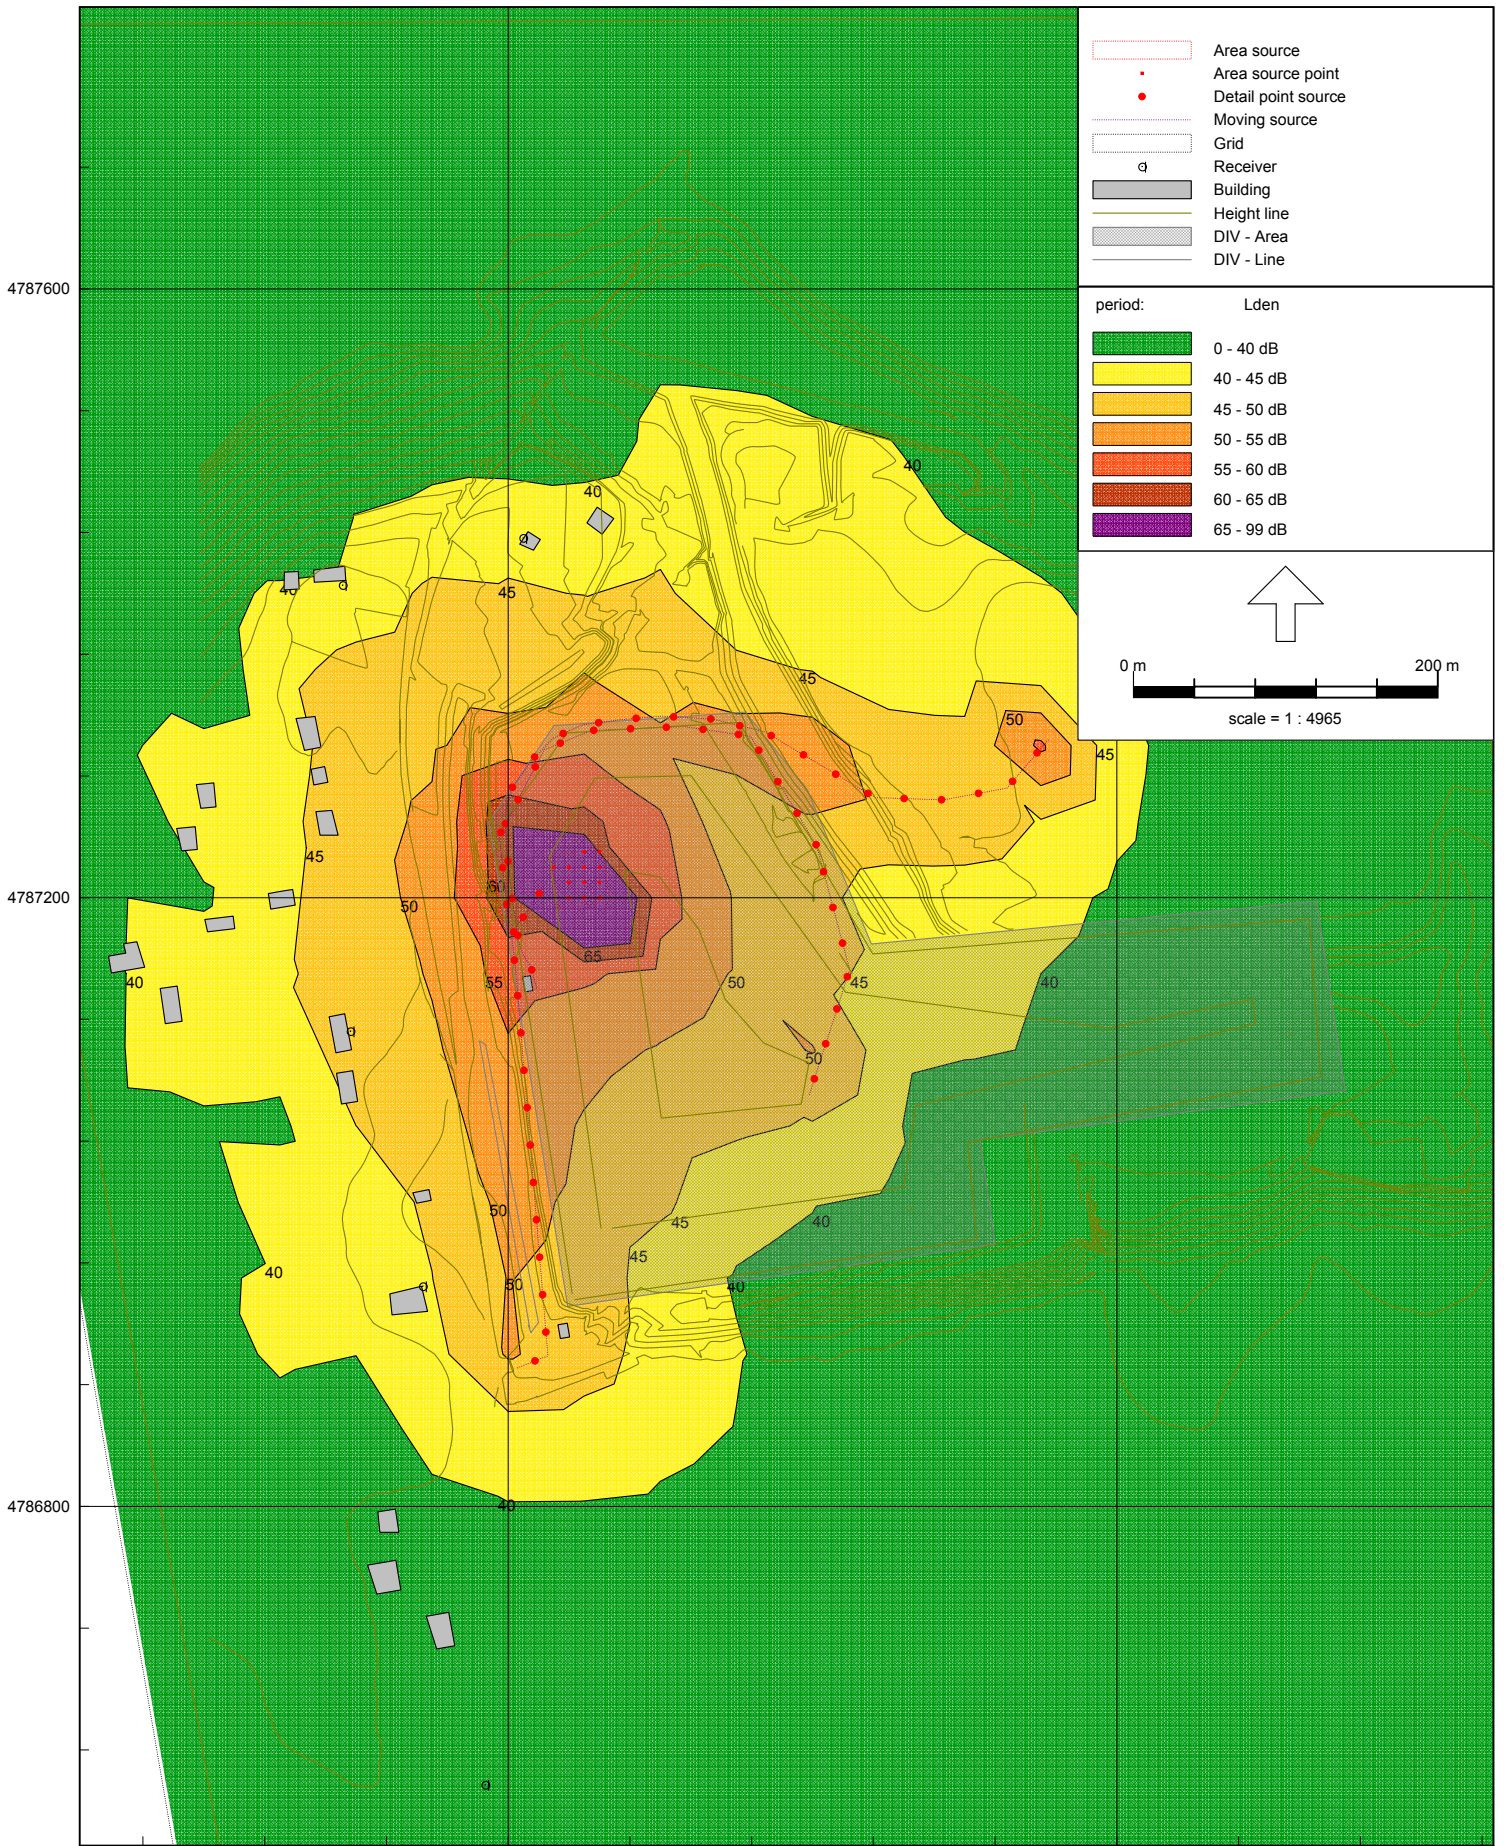 Area source
Area source point
Detail point source
Moving source
Grid
Receiver
Building
Height line
DIV - Area
DIV - Line
4787600
period: Lden
0 - 40 dB
40 - 45 dB
45 - 50 dB
50 - 55 dB
55 - 60 dB
60 - 65 dB
65 - 99 dB
40
40
40
45
0 m 200 m
scale = 1 : 4965
45
50
45
45
60
4787200
50
65
40
55
50
45
40
50
50
45
40
45
40
50
40
40
4786800